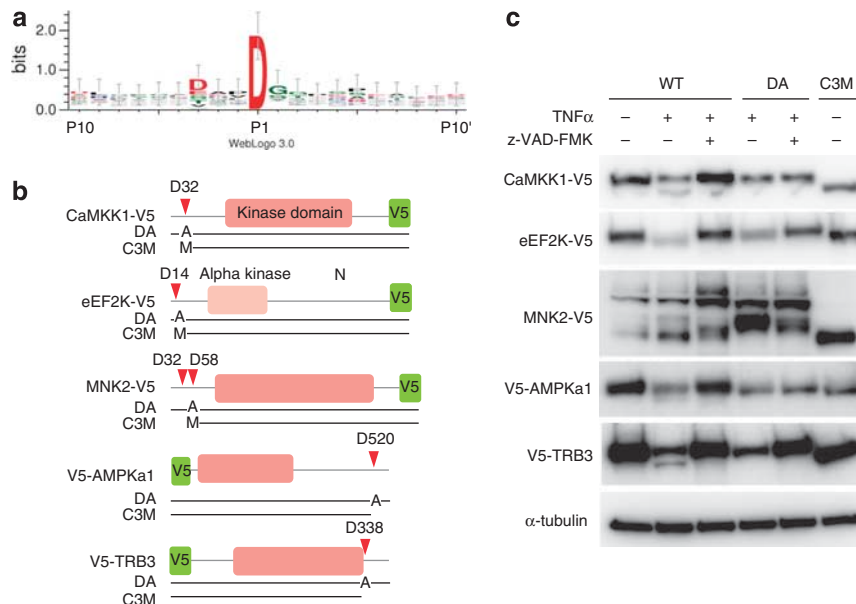 a
bits
2.0
1.0
0.0
D
D
G
P10
P1
P10'
WebLogo 3.0
b
D32
CaMKK1-V5
Kinase domain
V5
DA
A
C3M
M
D14
Alpha kinase
N
eEF2K-V5
V5
DA
A
C3M
M
D32
D58
MNK2-V5
V5
DA
A
C3M
M
D520
V5-AMPKa1
V5
DA
A
C3M
D338
V5-TRB3
V5
DA
A
C3M
c
WT
DA
C3M
TNFα
– + + + + –
z-VAD-FMK
– – + – + –
CaMKK1-V5
eEF2K-V5
MNK2-V5
V5-AMPKa1
V5-TRB3
α-tubulin